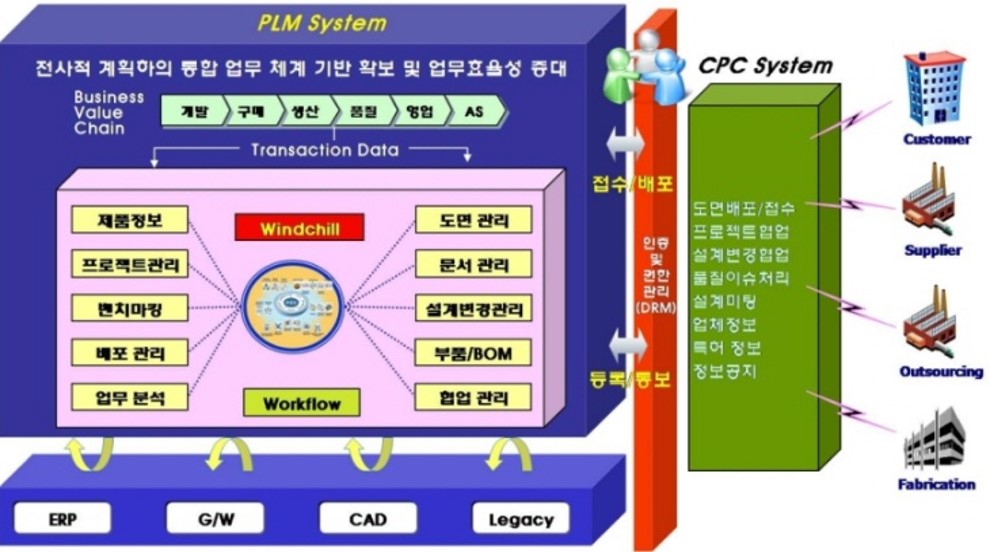 PLM System
전사적 계획하의 통합 업무 체계 기반 확보 및 업무효율성 증대
Business
Value
Chain
개발
구매
생산
품질
영업
AS
Transaction Data
제품정보
프로젝트관리
벤치마킹
배포 관리
업무 분석
Windchill
Workflow
도면 관리
문서 관리
설계변경관리
부품/BOM
협업 관리
ERP
G/W
CAD
Legacy
접수/배포
등록/통보
인증
및
권한
관리
(DRM)
CPC System
도면배포/접수
프로젝트협업
설계변경협업
품질이슈처리
설계미팅
업체정보
특허 정보
정보공지
Customer
Supplier
Outsourcing
Fabrication